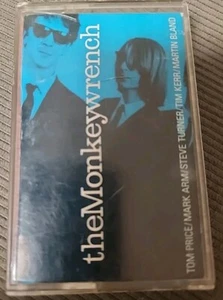 theMonkeywrench
TOM PRICE/MARK ARM/STEVE TURNER/TIM KERR/MARTIN BLAND